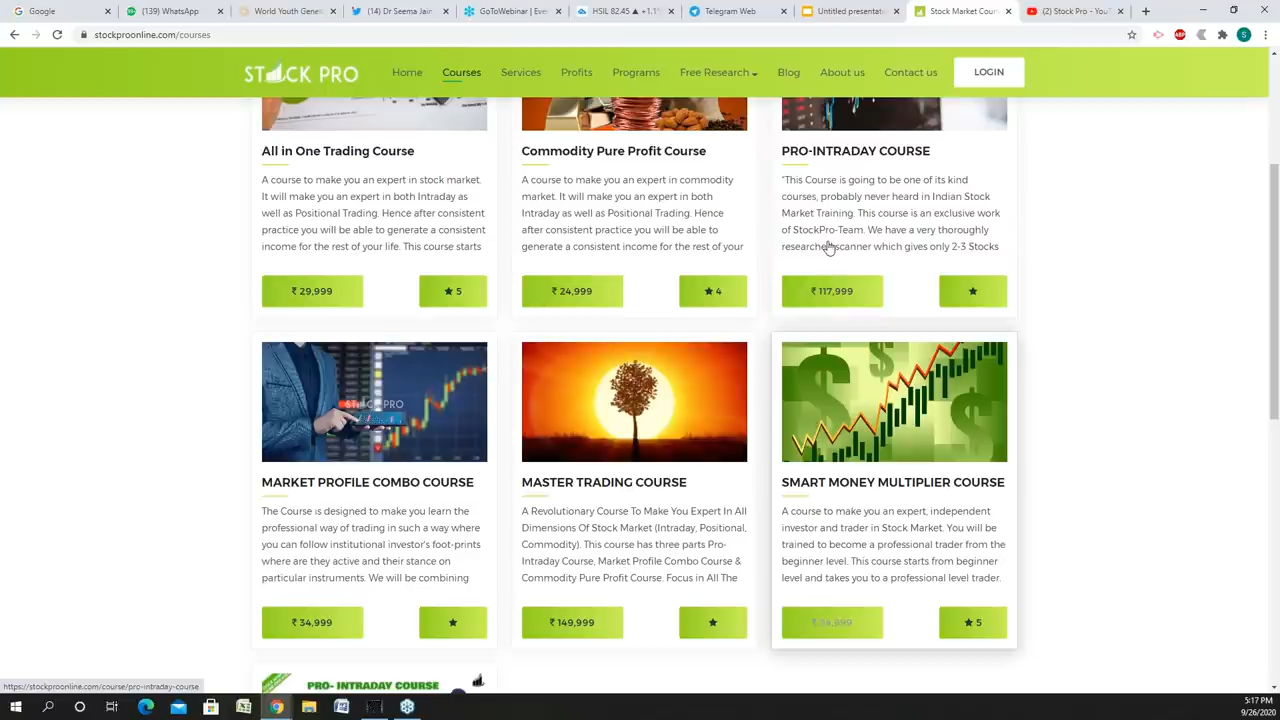 Google
(139) WhatsApp
World Youth Gene
(14) Dr Seema Jain
GoToWebinar | Eve
HSIL 82.45 ▲ +1.1
Telegram Web
Untitled presentati
Stock Market Cour
(2) Stock Pro - YouT
stockproonline.com/courses
STOCK PRO
Home
Courses
Services
Profits
Programs
Free Research
Blog
About us
Contact us
LOGIN
All in One Trading Course
A course to make you an expert in stock market.
It will make you an expert in both Intraday as
well as Positional Trading. Hence after consistent
practice you will be able to generate a consistent
income for the rest of your life. This course starts
₹ 29,999
★ 5
Commodity Pure Profit Course
A course to make you an expert in commodity
market. It will make you an expert in both
Intraday as well as Positional Trading. Hence
after consistent practice you will be able to
generate a consistent income for the rest of your
₹ 24,999
★ 4
PRO-INTRADAY COURSE
"This Course is going to be one of its kind
courses, probably never heard in Indian Stock
Market Training. This course is an exclusive work
of StockPro-Team. We have a very thoroughly
researche scanner which gives only 2-3 Stocks
₹ 117,999
★
STOCK PRO
MARKET PROFILE COMBO COURSE
The Course is designed to make you learn the
professional way of trading in such a way where
you can follow institutional investor's foot-prints
where are they active and their stance on
particular instruments. We will be combining
₹ 34,999
★
MASTER TRADING COURSE
A Revolutionary Course To Make You Expert In All
Dimensions Of Stock Market (Intraday, Positional,
Commodity). This course has three parts Pro-
Intraday Course, Market Profile Combo Course &
Commodity Pure Profit Course. Focus in All The
₹ 149,999
★
SMART MONEY MULTIPLIER COURSE
A course to make you an expert, independent
investor and trader in Stock Market. You will be
trained to become a professional trader from the
beginner level. This course starts from beginner
level and takes you to a professional level trader.
★ 5
PRO- INTRADAY COURSE
https://stockproonline.com/course/pro-intraday-course
5:17 PM
9/26/2020